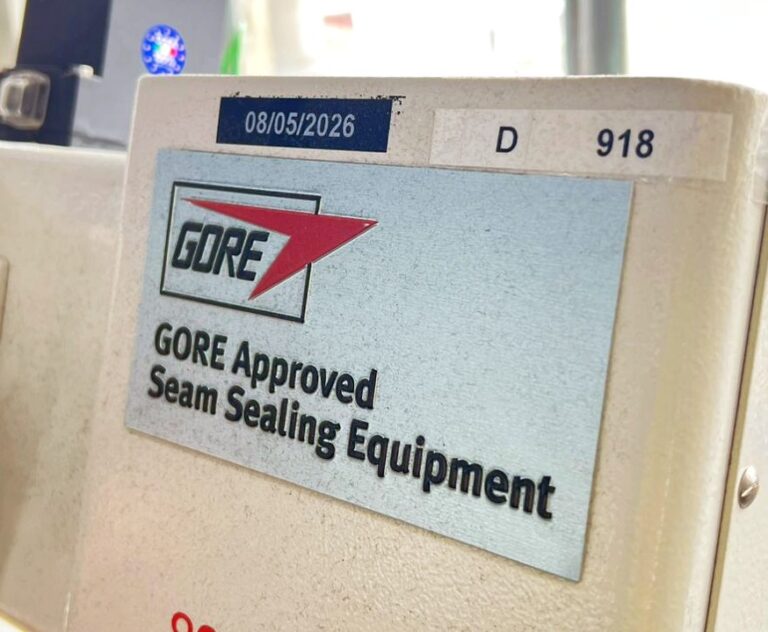 08/05/2026
D 918
GORE
GORE Approved
Seam Sealing Equipment